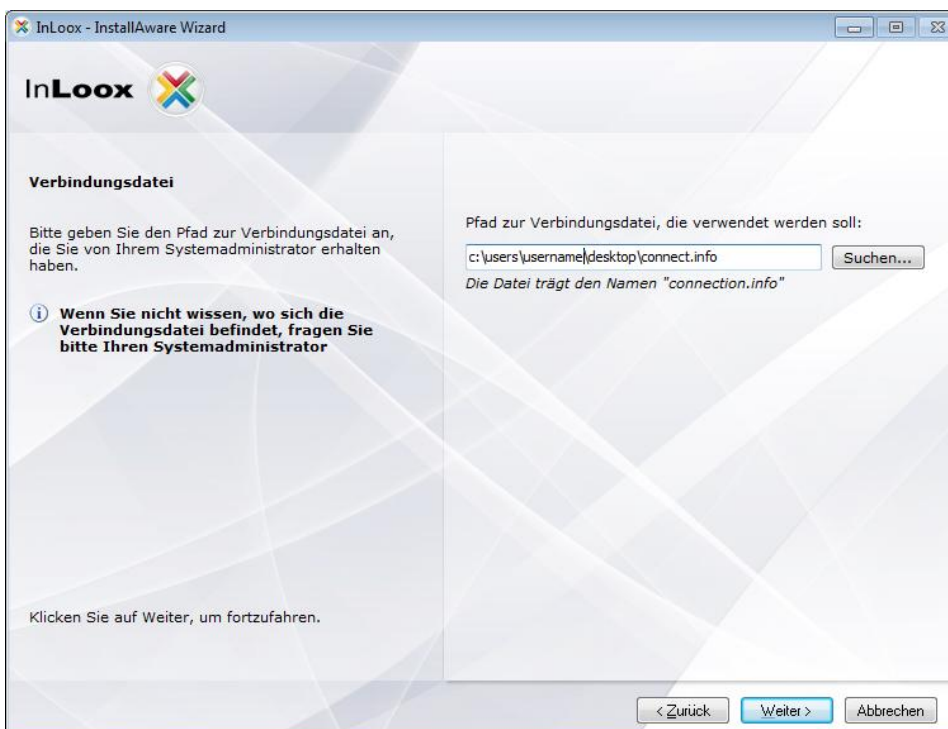 InLoox - InstallAware Wizard
InLoox
Verbindungsdatei
Bitte geben Sie den Pfad zur Verbindungsdatei an,
die Sie von Ihrem Systemadministrator erhalten
haben.
Wenn Sie nicht wissen, wo sich die
Verbindungsdatei befindet, fragen Sie
bitte Ihren Systemadministrator
Klicken Sie auf Weiter, um fortzufahren.
Pfad zur Verbindungsdatei, die verwendet werden soll:
c:\users\username\desktop\connect.info
Suchen...
Die Datei trägt den Namen "connection.info"
< Zurück
Weiter >
Abbrechen